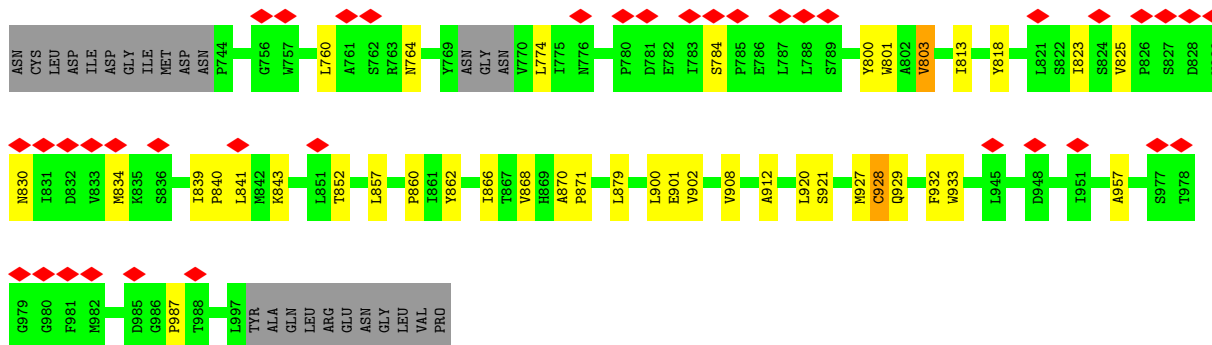 ASN CYS LEU ASP ILE ASP GLY ILE MET ASP ASN P744 G756 W757 L760 A761 S762 R763 N764 Y769 ASN GLY ASN V770 L774 I775 N776 P780 D781 E782 I783 S784 P785 E786 L787 L788 S789 Y800 W801 A802 V803 I813 Y818 L821 S822 I823 S824 V825 P826 S827 D828
N830 I831 D832 V833 M834 K835 S836 I839 P840 L841 M842 K843 L851 T852 L857 P860 I861 Y862 I866 T867 V868 H869 A870 P871 L879 L900 E901 V902 V908 A912 L920 S921 M927 C928 Q929 F932 W933 L945 D948 I951 A957 S977 T978
G979 G980 F981 M982 D985 G986 P987 T988 L997 TYR ALA GLN LEU ARG GLU ASN GLY LEU VAL PRO